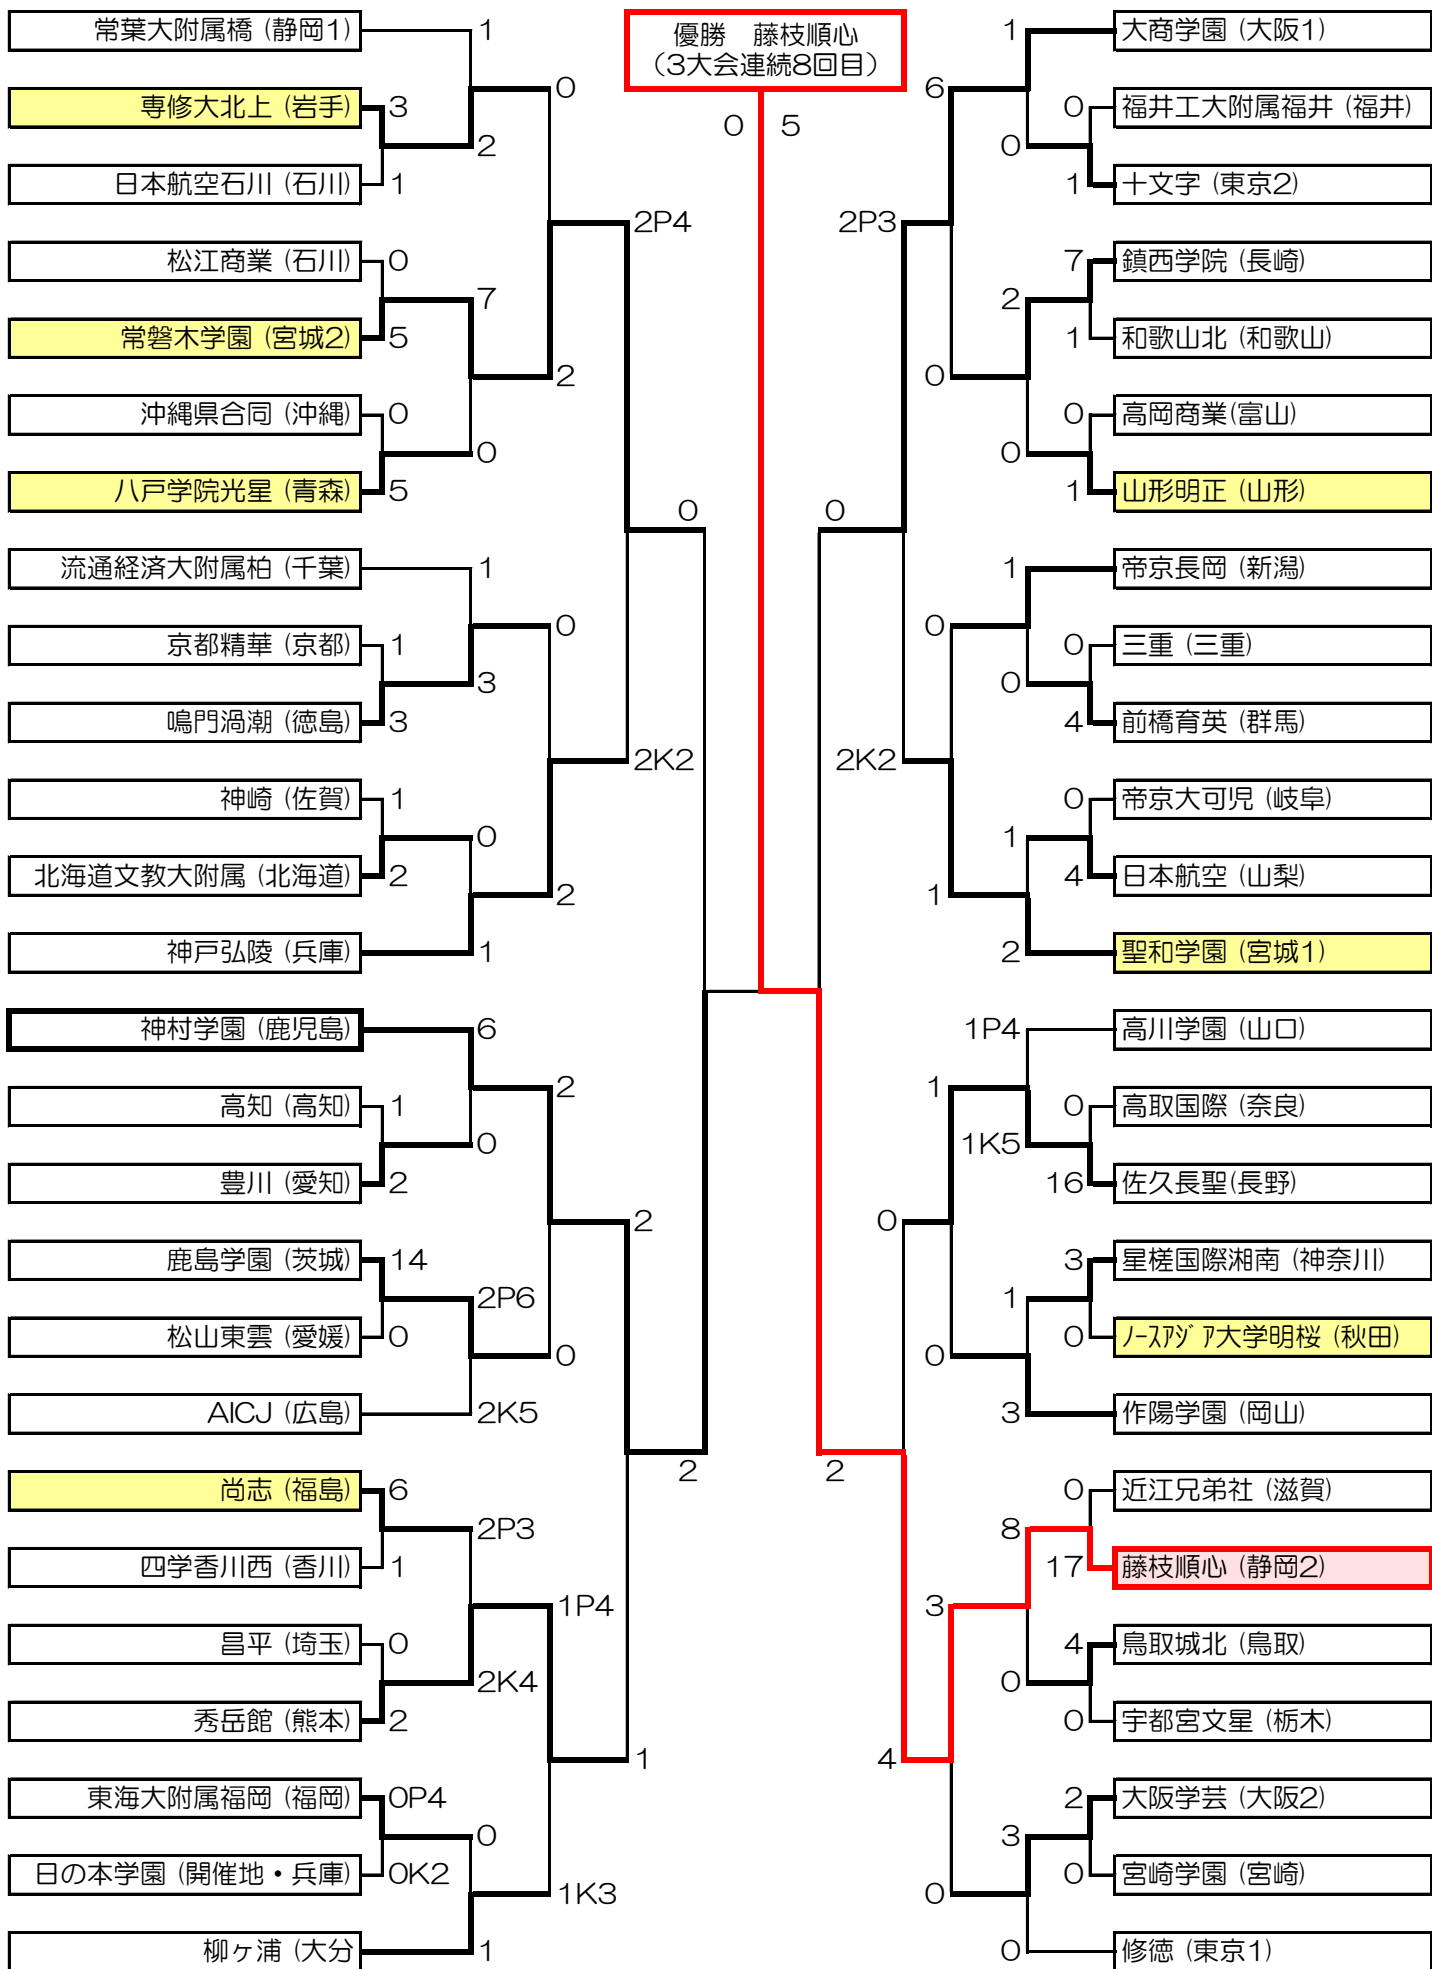 優勝　藤枝順心
（3大会連続8回目）
0 5
常葉大附属橘 (静岡1)
1
0
専修大北上 (岩手)
3
2
日本航空石川 (石川)
1
2P4
松江商業 (石川)
0
7
常磐木学園 (宮城2)
5
2
沖縄県合同 (沖縄)
0
0
八戸学院光星 (青森)
5
0
流通経済大附属柏 (千葉)
1
0
京都精華 (京都)
1
3
鳴門渦潮 (徳島)
3
2K2
神崎 (佐賀)
1
0
北海道文教大附属 (北海道)
2
2
神戸弘陵 (兵庫)
1
神村学園 (鹿児島)
6
2
高知 (高知)
1
0
豊川 (愛知)
2
2
鹿島学園 (茨城)
14
2P6
松山東雲 (愛媛)
0
0
AICJ (広島)
2K5
2
尚志 (福島)
6
2P3
四学香川西 (香川)
1
1P4
昌平 (埼玉)
0
2K4
秀岳館 (熊本)
2
1
東海大附属福岡 (福岡)
0P4
0
日の本学園 (開催地・兵庫)
0K2
1K3
柳ヶ浦 (大分
1
1
大商学園 (大阪1)
6
0
福井工大附属福井 (福井)
0
1
十文字 (東京2)
2P3
7
鎮西学院 (長崎)
2
1
和歌山北 (和歌山)
0
0
高岡商業(富山)
0
1
山形明正 (山形)
0
1
帝京長岡 (新潟)
0
0
三重 (三重)
0
4
前橋育英 (群馬)
2K2
0
帝京大可児 (岐阜)
1
4
日本航空 (山梨)
1
2
聖和学園 (宮城1)
1P4
高川学園 (山口)
1
0
高取国際 (奈良)
1K5
16
佐久長聖(長野)
0
3
星槎国際湘南 (神奈川)
1
0
ﾉｰｽｱｼﾞｱ大学明桜 (秋田)
0
3
作陽学園 (岡山)
2
0
近江兄弟社 (滋賀)
8
17
藤枝順心 (静岡2)
3
4
鳥取城北 (鳥取)
0
0
宇都宮文星 (栃木)
4
2
大阪学芸 (大阪2)
3
0
宮崎学園 (宮崎)
0
0
修徳 (東京1)